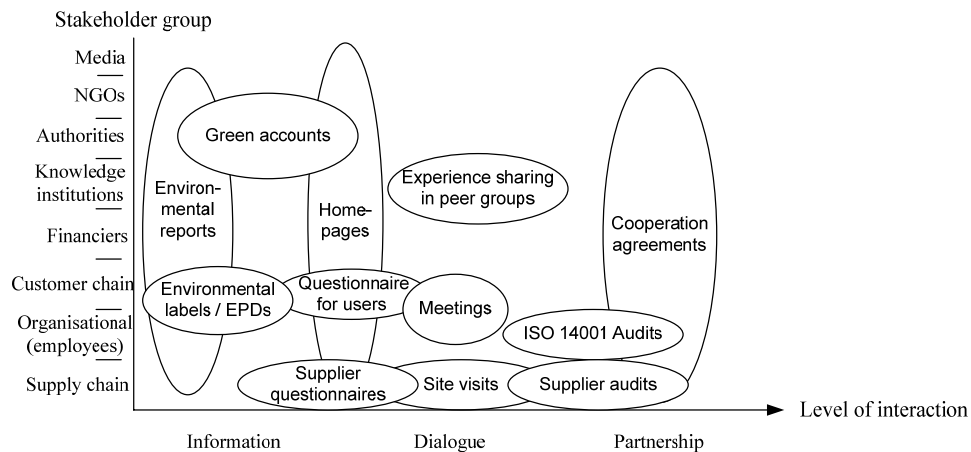 Stakeholder group
Media
NGOs
Authorities
Knowledge
institutions
Financiers
Customer chain
Organisational
(employees)
Supply chain
Green accounts
Environ-
mental
reports
Home-
pages
Experience sharing
in peer groups
Cooperation
agreements
Environmental
labels / EPDs
Questionnaire
for users
Meetings
ISO 14001 Audits
Supplier
questionnaires
Site visits
Supplier audits
Level of interaction
Information
Dialogue
Partnership